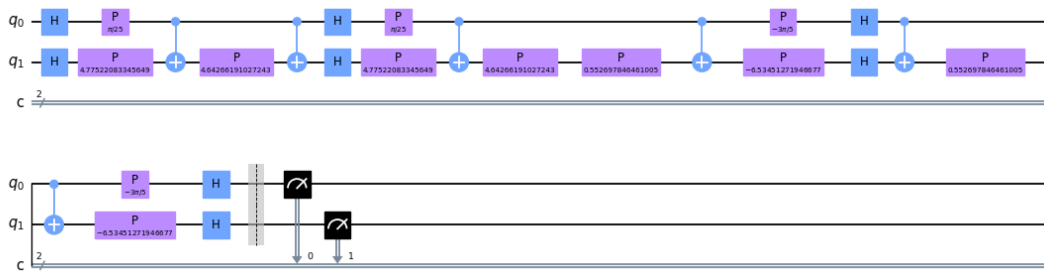 q0 H P π/25 H P π/25 P −3π/5 H
q1 H P 4.77522083345649 P 4.64266191027243 H P 4.77522083345649 P 4.64266191027243 P 0.552697846461005 P −6.53451271946677 H P 0.552697846461005
c 2
q0 P −3π/5 H
q1 P −6.53451271946677 H
c 2 0 1